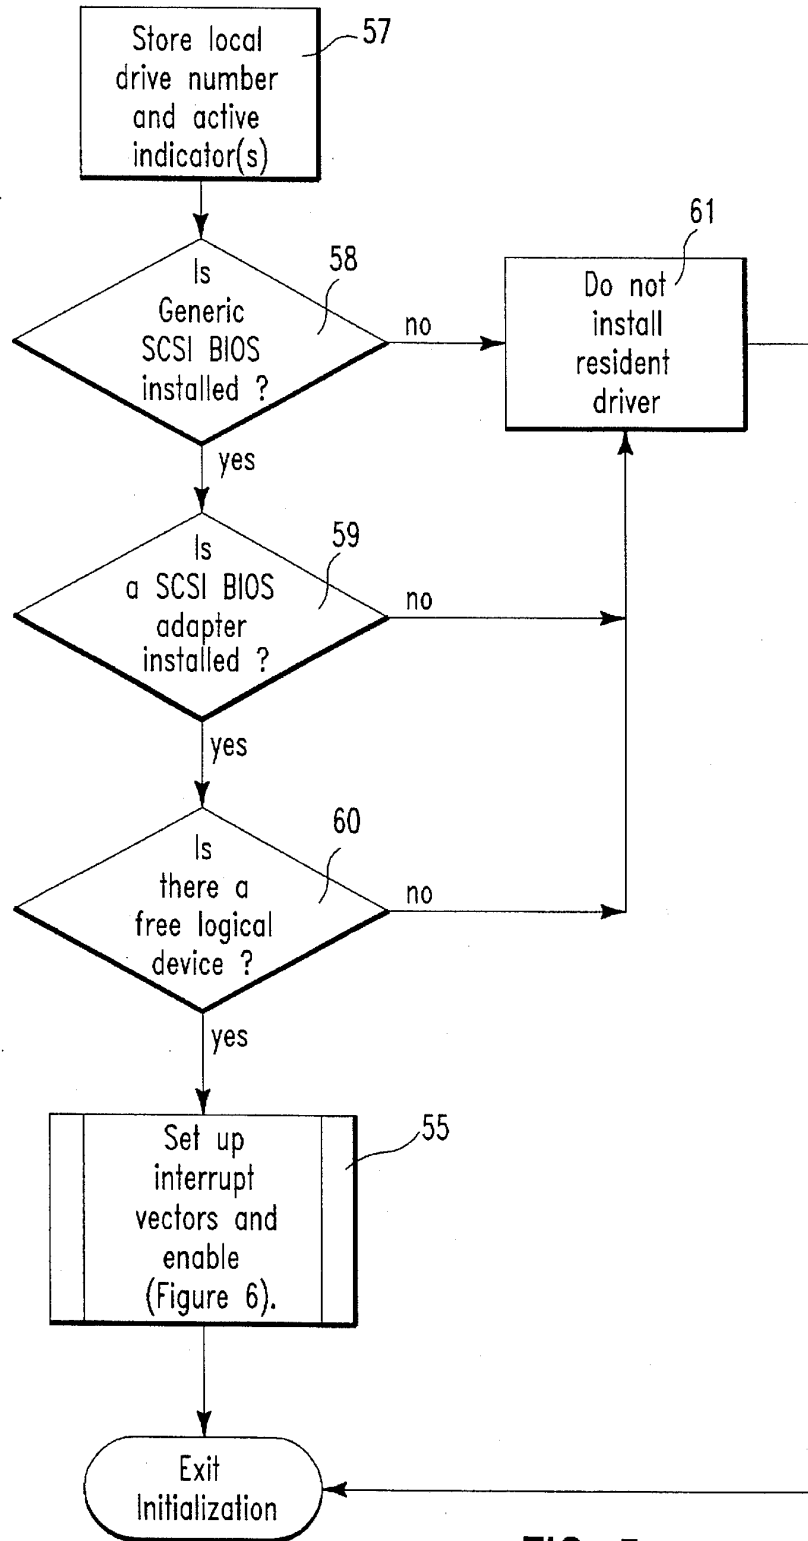 Store local
drive number
and active
indicator(s)
57
Is
Generic
SCSI BIOS
installed ?
58
no
yes
61
Do not
install
resident
driver
Is
a SCSI BIOS
adapter
installed ?
59
no
yes
Is
there a
free logical
device ?
60
no
yes
Set up
interrupt
vectors and
enable
(Figure 6).
55
Exit
Initialization